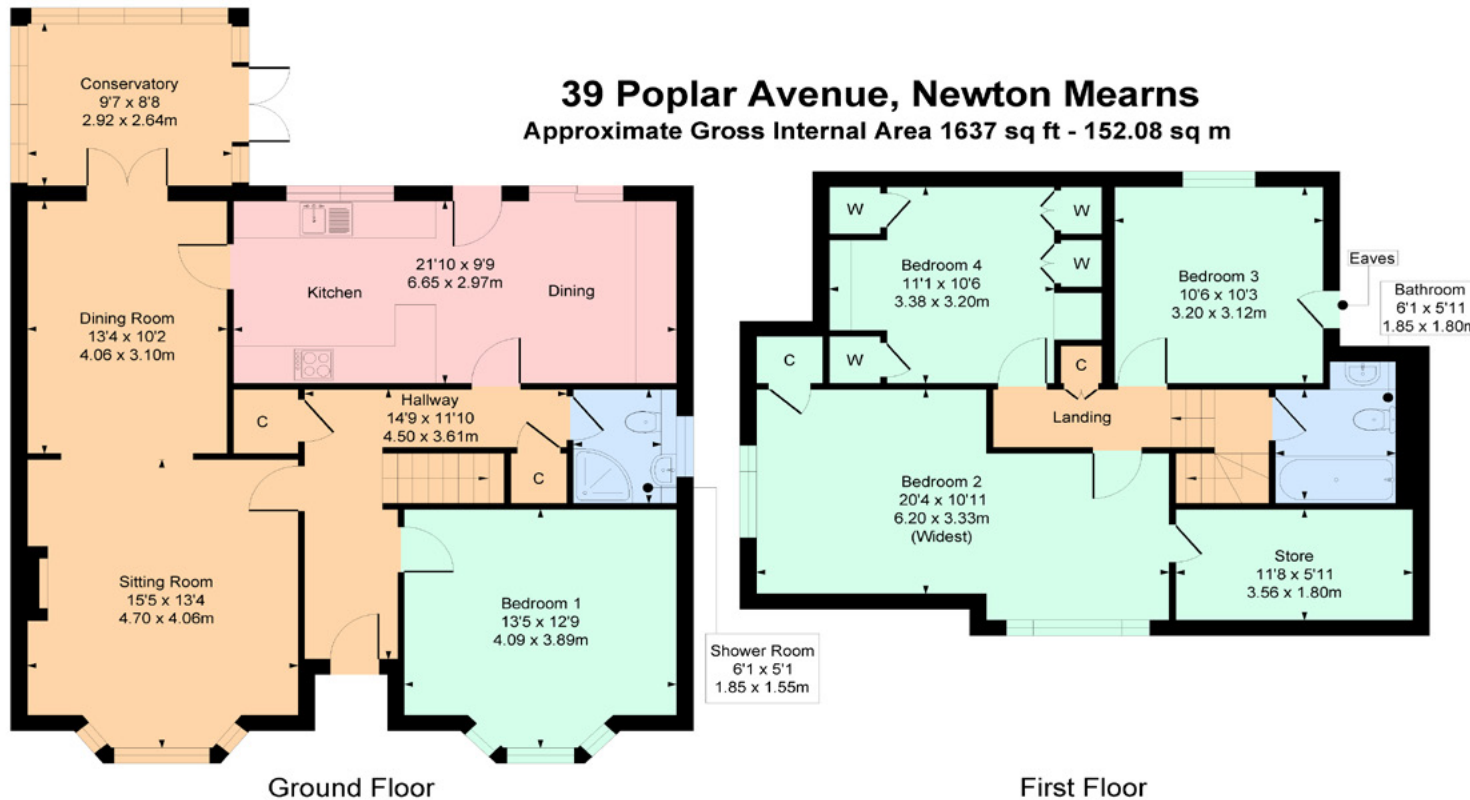 39 Poplar Avenue, Newton Mearns
Approximate Gross Internal Area 1637 sq ft - 152.08 sq m
Conservatory
9'7 x 8'8
2.92 x 2.64m
Dining Room
13'4 x 10'2
4.06 x 3.10m
Kitchen
21'10 x 9'9
6.65 x 2.97m
Dining
Hallway
14'9 x 11'10
4.50 x 3.61m
C
C
Sitting Room
15'5 x 13'4
4.70 x 4.06m
Bedroom 1
13'5 x 12'9
4.09 x 3.89m
Shower Room
6'1 x 5'1
1.85 x 1.55m
Ground Floor
W
W
W
W
Bedroom 4
11'1 x 10'6
3.38 x 3.20m
Bedroom 3
10'6 x 10'3
3.20 x 3.12m
Eaves
Bathroom
6'1 x 5'11
1.85 x 1.80m
C
C
Landing
Bedroom 2
20'4 x 10'11
6.20 x 3.33m
(Widest)
Store
11'8 x 5'11
3.56 x 1.80m
First Floor